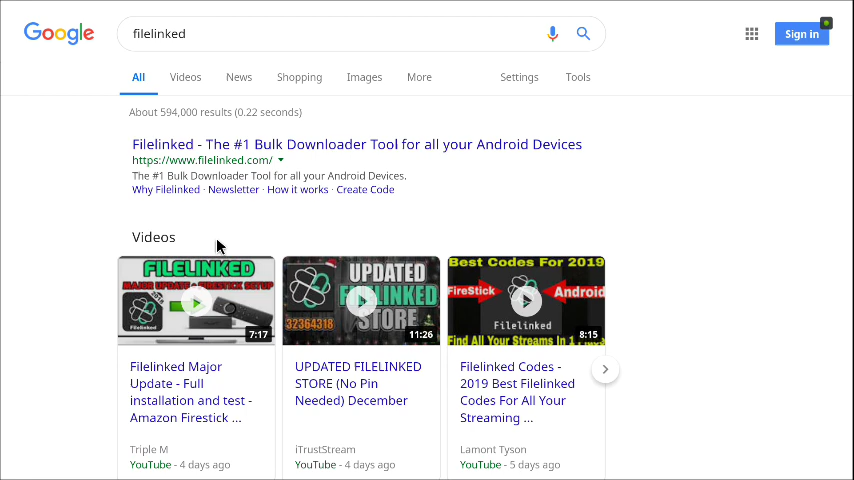 Google
filelinked
Sign in
All Videos News Shopping Images More Settings Tools
About 594,000 results (0.22 seconds)
Filelinked - The #1 Bulk Downloader Tool for all your Android Devices
https://www.filelinked.com/
The #1 Bulk Downloader Tool for all your Android Devices.
Why Filelinked · Newsletter · How it works · Create Code
Videos
FILELINKED
MAJOR UPDATE + FIRESTICK SETUP
Filelinked
7:17
UPDATED
FILELINKED
STORE
32364318
11:26
Best Codes For 2019
FireStick
Android
Filelinked
Find All Your Streams In 1
8:15
Filelinked Major
Update - Full
installation and test -
Amazon Firestick ...
Triple M
YouTube - 4 days ago
UPDATED FILELINKED
STORE (No Pin
Needed) December
iTrustStream
YouTube - 4 days ago
Filelinked Codes -
2019 Best Filelinked
Codes For All Your
Streaming ...
Lamont Tyson
YouTube - 5 days ago